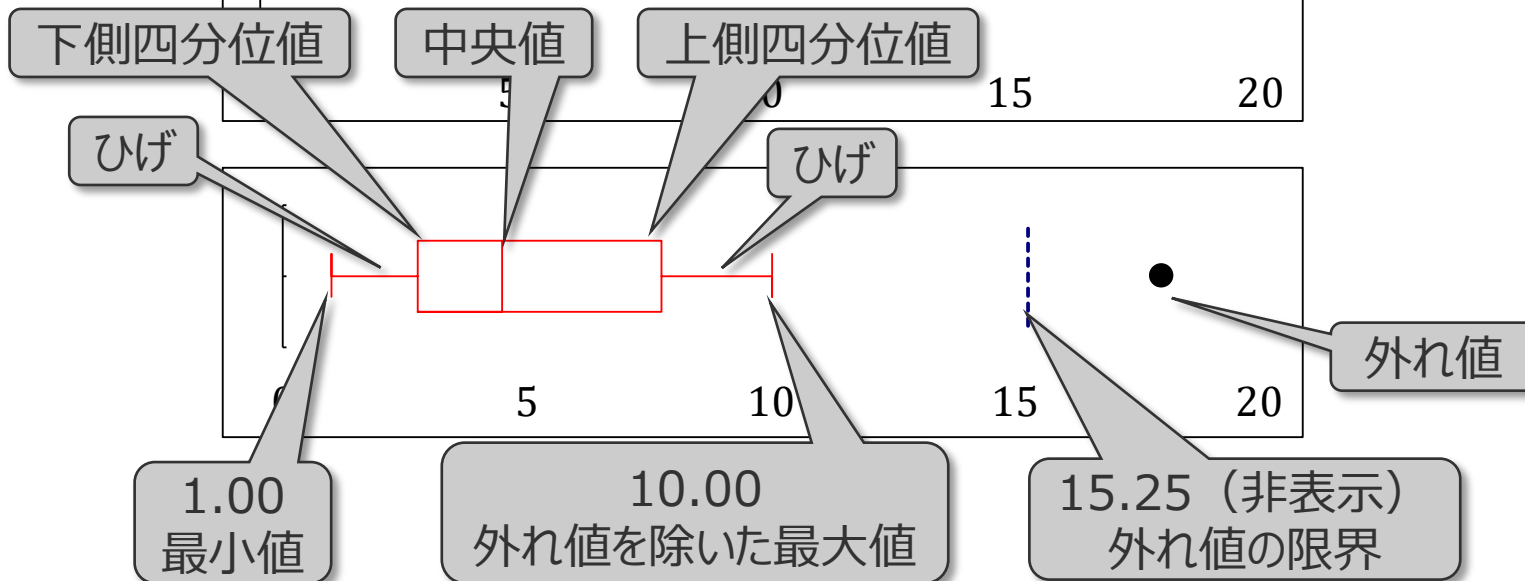 下側四分位値
中央値
上側四分位値
15
20
ひげ
ひげ
外れ値
5
10
15
20
1.00
最小値
10.00
外れ値を除いた最大値
15.25（非表示）
外れ値の限界